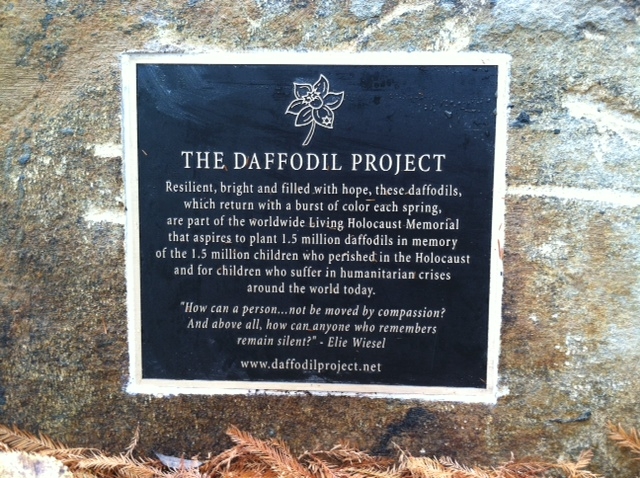 THE DAFFODIL PROJECT
Resilient, bright and filled with hope, these daffodils,
which return with a burst of color each spring,
are part of the worldwide Living Holocaust Memorial
that aspires to plant 1.5 million daffodils in memory
of the 1.5 million children who perished in the Holocaust
and for children who suffer in humanitarian crises
around the world today.
"How can a person...not be moved by compassion?
And above all, how can anyone who remembers
remain silent?" - Elie Wiesel
www.daffodilproject.net